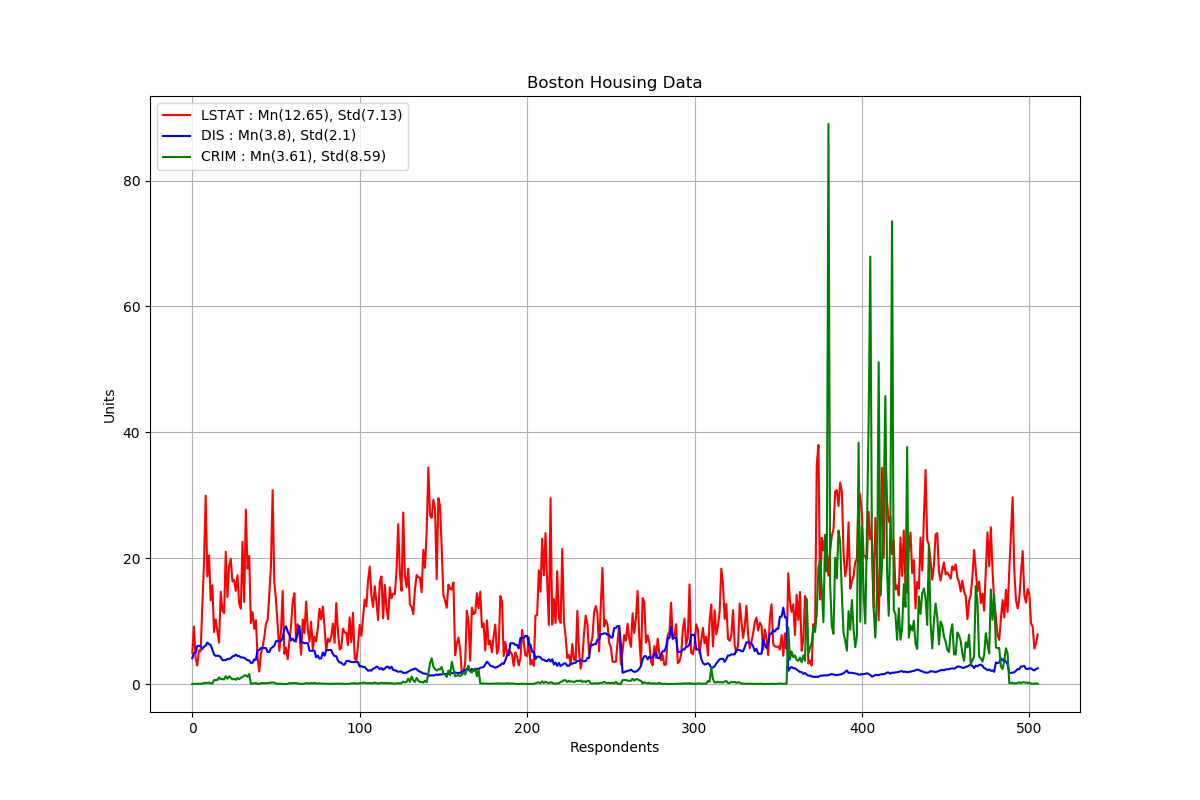 Boston Housing Data
LSTAT : Mn(12.65), Std(7.13)
DIS : Mn(3.8), Std(2.1)
CRIM : Mn(3.61), Std(8.59)
80
60
40
20
0
Units
0 100 200 300 400 500
Respondents